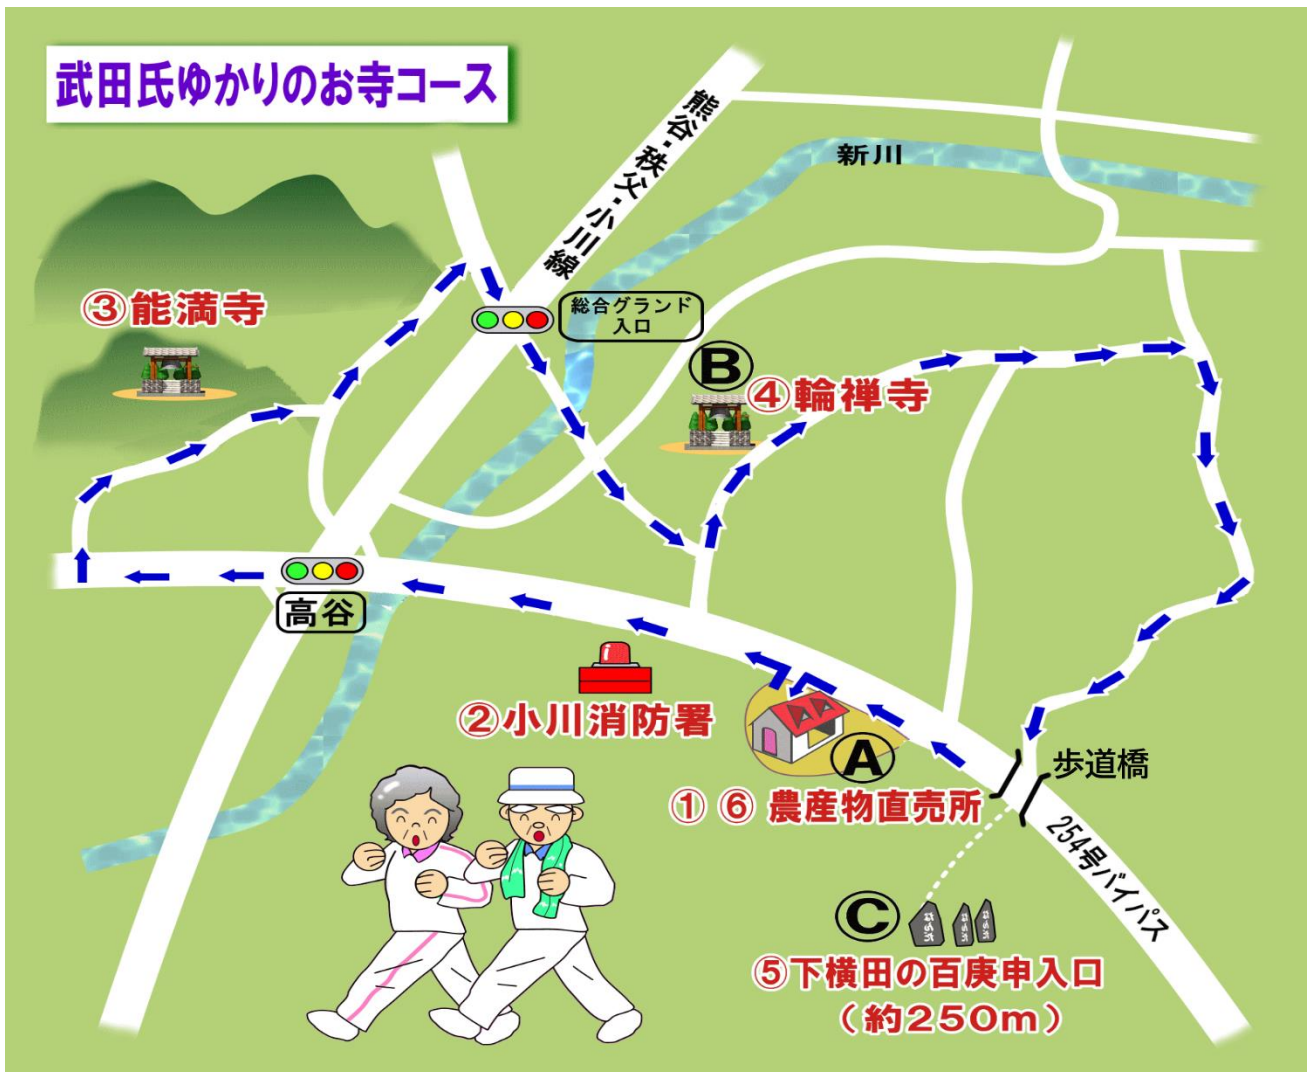 武田氏ゆかりのお寺コース
熊谷・秩父・小川線
新川
③能満寺
総合グランド
入口
B
④輪禅寺
高谷
②小川消防署
A
①⑥農産物直売所
歩道橋
254号バイパス
C
⑤下横田の百庚申入口
（約250m）